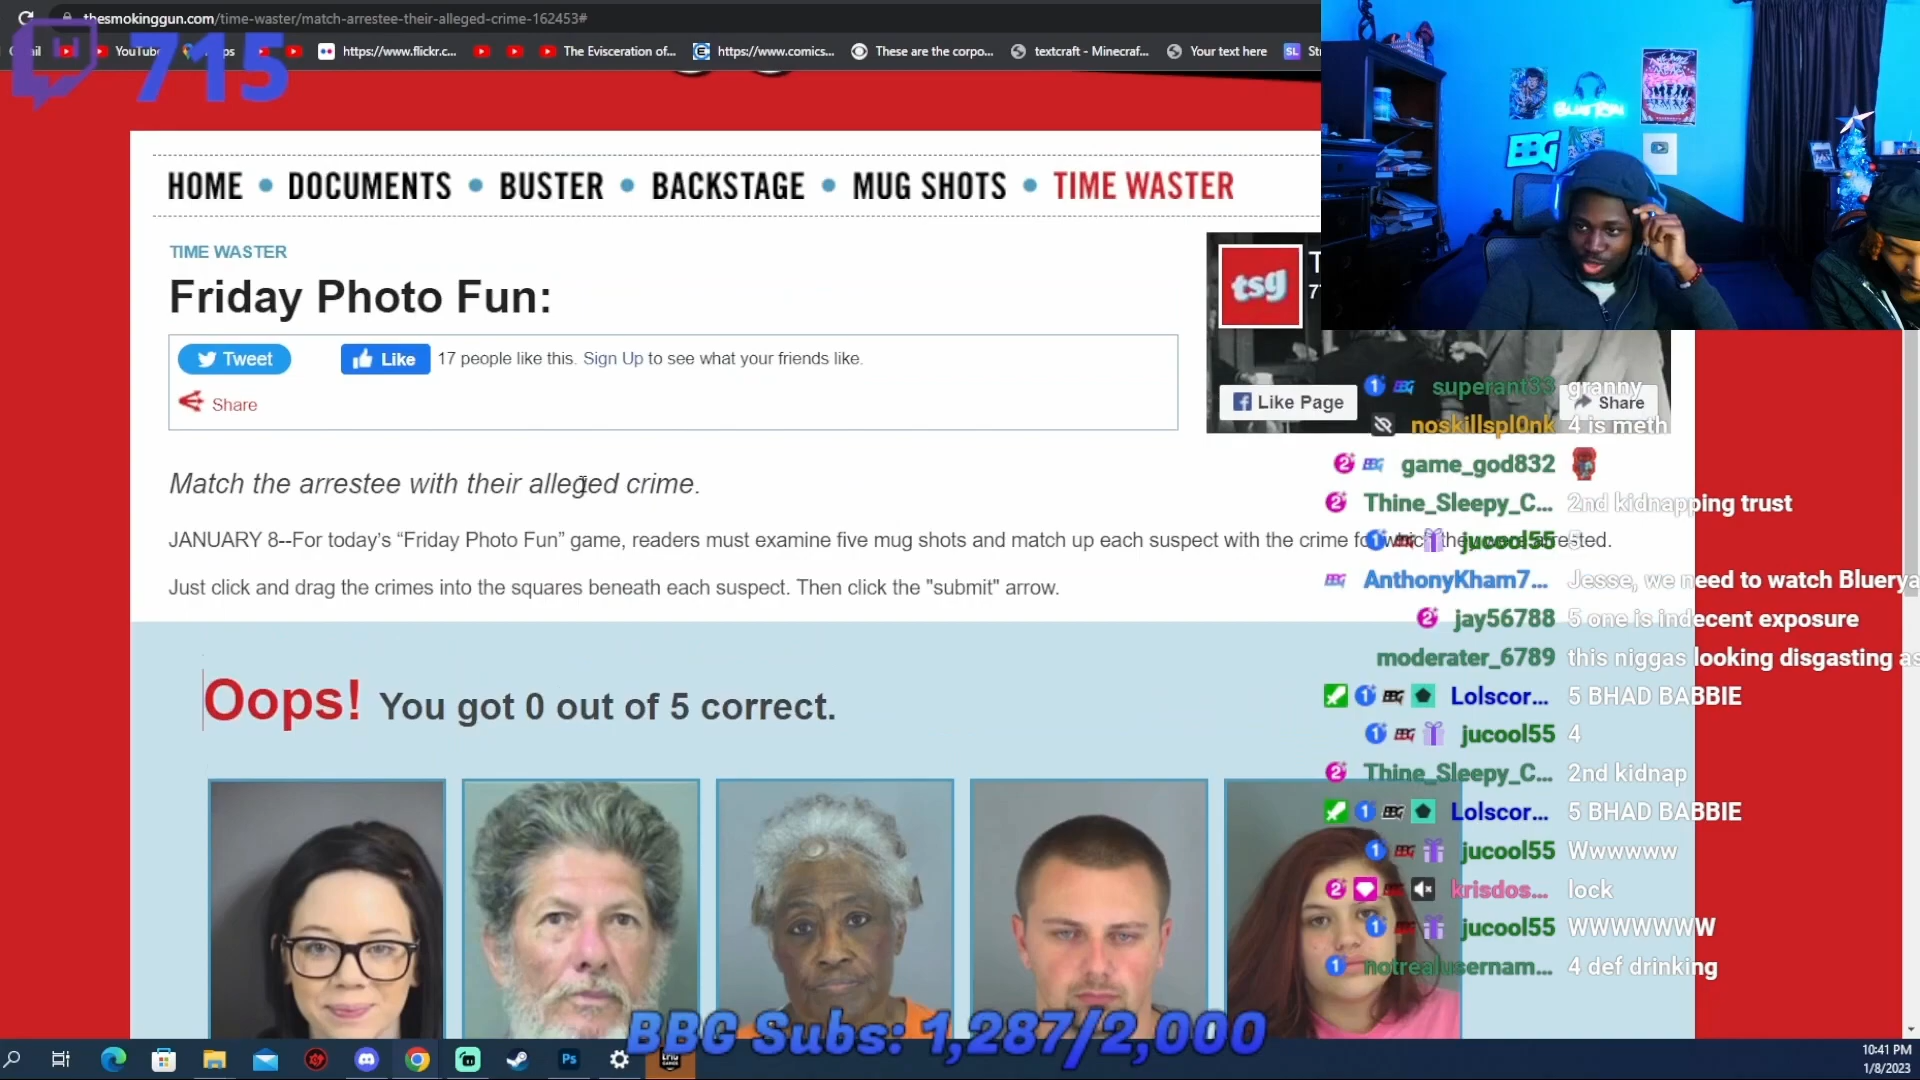 thesmokinggun.com/time-waster/match-arrestee-their-alleged-crime-162453#
YouTube
https://www.flickr.c...
The Evisceration of...
https://www.comics...
These are the corpo...
textcraft - Minecraf...
Your text here
SL
715
HOME • DOCUMENTS • BUSTER • BACKSTAGE • MUG SHOTS • TIME WASTER
TIME WASTER
Friday Photo Fun:
Tweet
Like
17 people like this. Sign Up to see what your friends like.
Share
tsg
Like Page
Share
BBG
Match the arrestee with their alleged crime.
JANUARY 8--For today's “Friday Photo Fun” game, readers must examine five mug shots and match up each suspect with the crime for which they were arrested.
Just click and drag the crimes into the squares beneath each suspect. Then click the "submit" arrow.
Oops! You got 0 out of 5 correct.
superant33 granny
noskillspl0nk 4 is meth
game_god832
Thine_Sleepy_C... 2nd kidnapping trust
jucool55 5
AnthonyKham7... Jesse, we need to watch Bluerya
jay56788 5 one is indecent exposure
moderater_6789 this niggas looking disgasting as
Lolscor... 5 BHAD BABBIE
jucool55 4
Thine_Sleepy_C... 2nd kidnap
Lolscor... 5 BHAD BABBIE
jucool55 Wwwwww
krisdos... lock
jucool55 WWWWWWW
notrealusernam... 4 def drinking
BBG Subs: 1,287/2,000
Ps
10:41 PM
1/8/2023